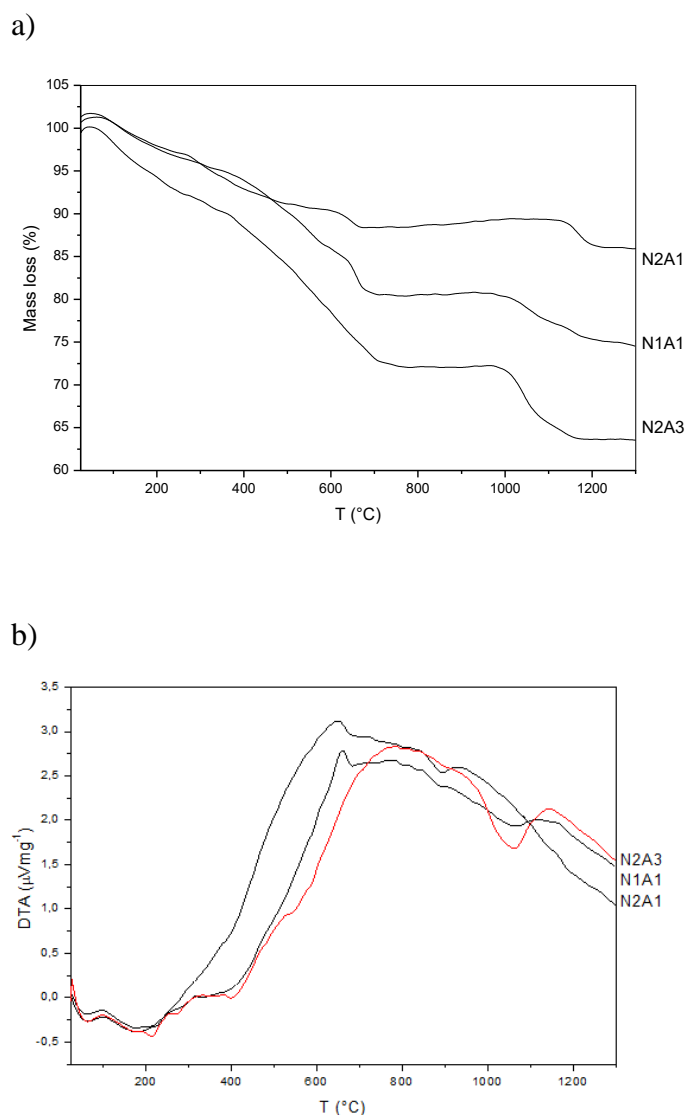 a)
105
100
95
90
85
80
75
70
65
60
Mass loss (%)
N2A1
N1A1
N2A3
200 400 600 800 1000 1200
T (°C)
b)
3,5
3,0
2,5
2,0
1,5
1,0
0,5
0,0
-0,5
DTA (µVmg⁻¹)
N2A3
N1A1
N2A1
200 400 600 800 1000 1200
T (°C)